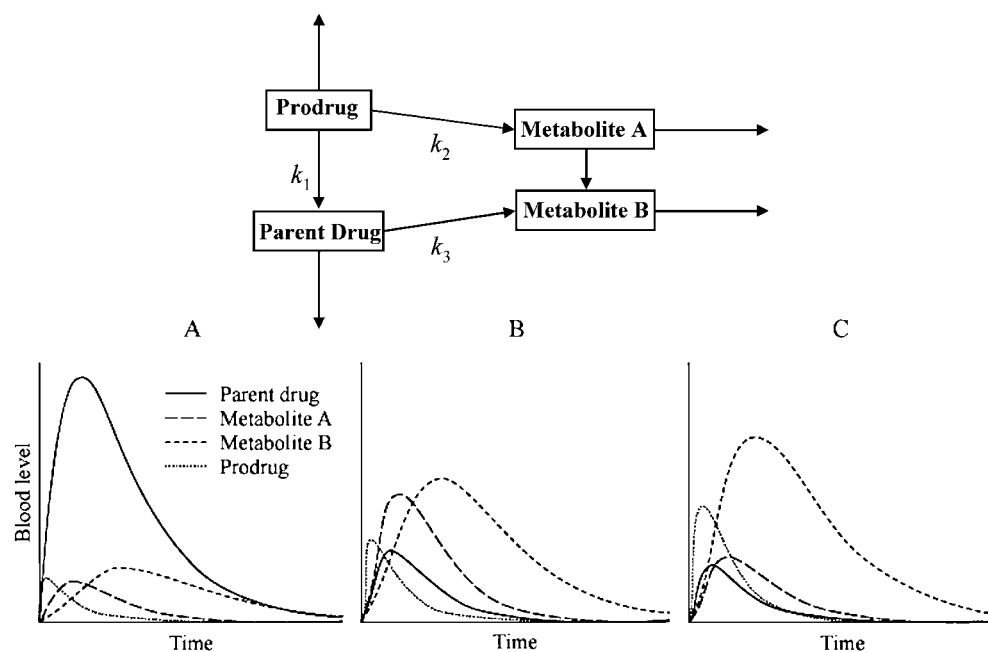 Prodrug
Metabolite A
k2
k1
Metabolite B
Parent Drug
k3
A
B
C
Parent drug
Metabolite A
Metabolite B
Prodrug
Blood level
Time
Time
Time